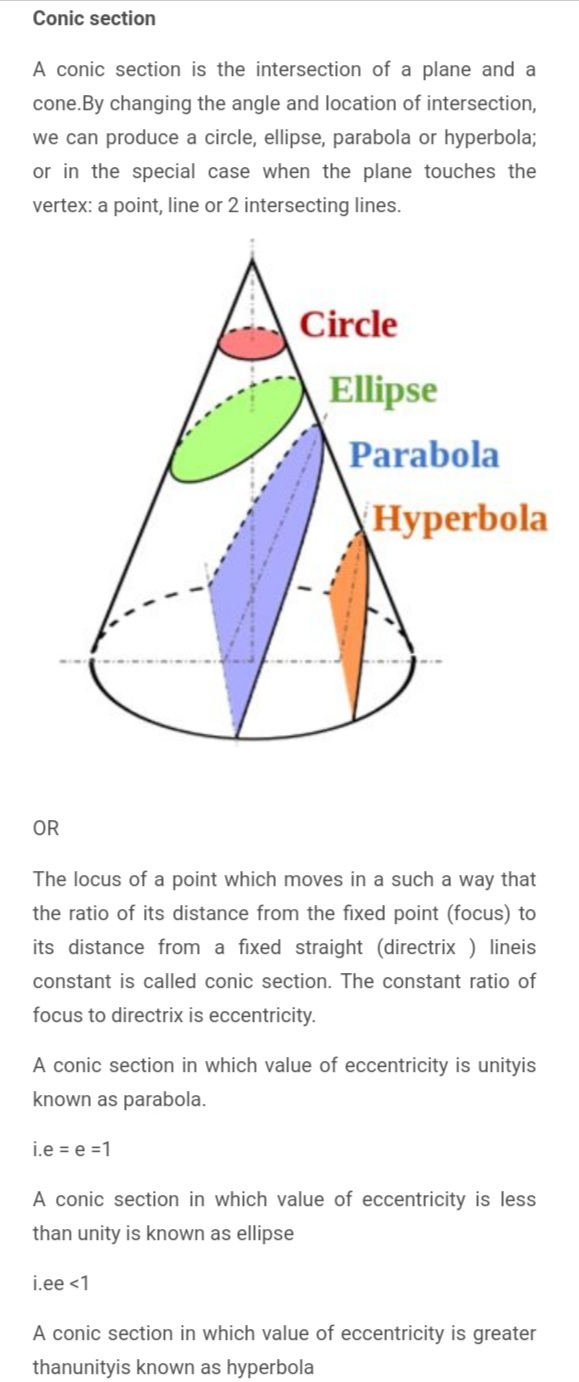 Conic section
A conic section is the intersection of a plane and a
cone.By changing the angle and location of intersection,
we can produce a circle, ellipse, parabola or hyperbola;
or in the special case when the plane touches the
vertex: a point, line or 2 intersecting lines.
Circle
Ellipse
Parabola
Hyperbola
OR
The locus of a point which moves in a such a way that
the ratio of its distance from the fixed point (focus) to
its distance from a fixed straight (directrix ) lineis
constant is called conic section. The constant ratio of
focus to directrix is eccentricity.
A conic section in which value of eccentricity is unityis
known as parabola.
i.e = e =1
A conic section in which value of eccentricity is less
than unity is known as ellipse
i.ee <1
A conic section in which value of eccentricity is greater
thanunityis known as hyperbola